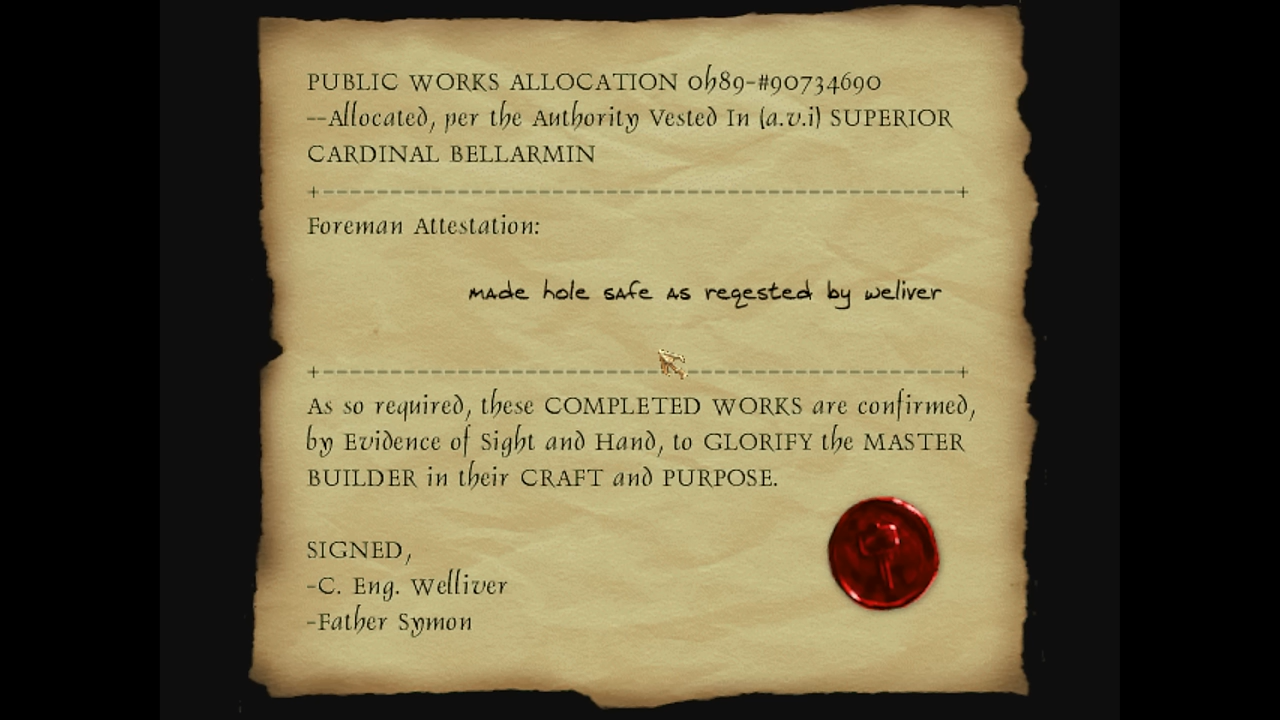 PUBLIC WORKS ALLOCATION 0h89-#90734690
--Allocated, per the Authority Vested In (a.v.i) SUPERIOR
CARDINAL BELLARMIN
+--------------------------------------+
Foreman Attestation:
made hole safe as reqested by weliver
+--------------------------------------+
As so required, these COMPLETED WORKS are confirmed,
by Evidence of Sight and Hand, to GLORIFY the MASTER
BUILDER in their CRAFT and PURPOSE.
SIGNED,
-C. Eng. Welliver
-Father Symon